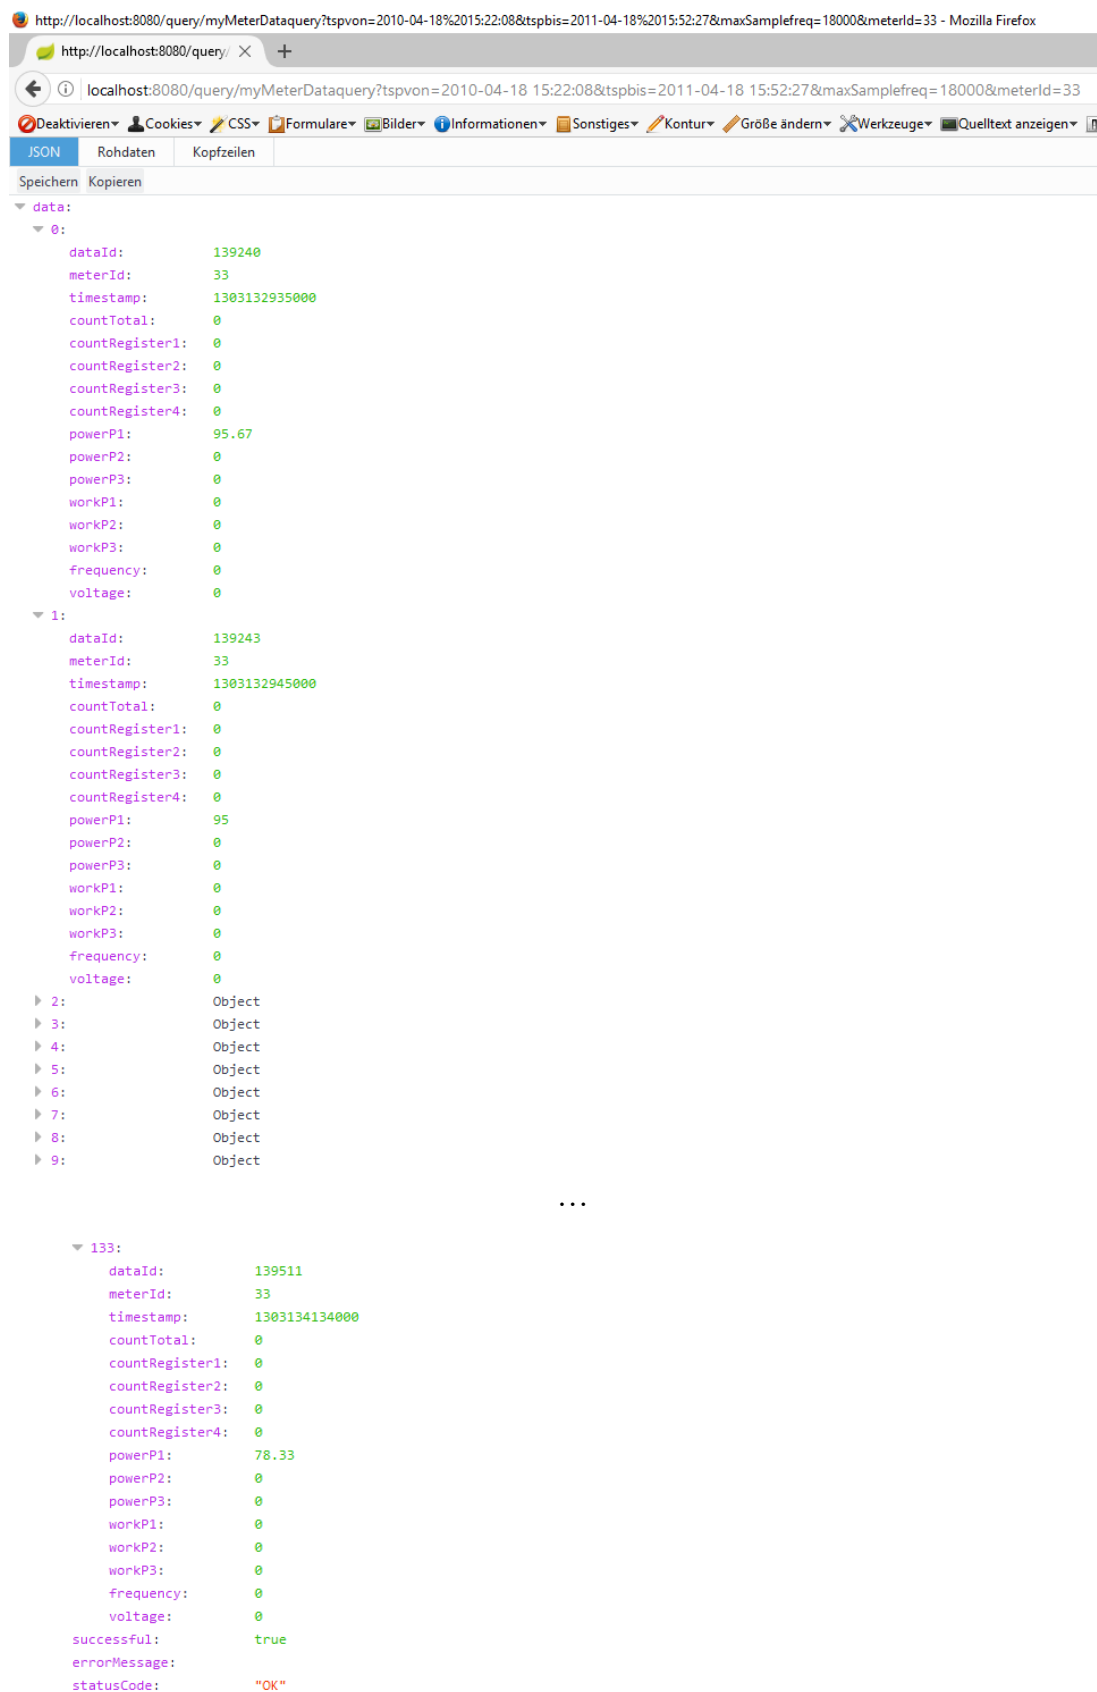 http://localhost:8080/query/myMeterDataquery?tspvon=2010-04-18%2015:22:08&tspbis=2011-04-18%2015:52:27&maxSamplefreq=18000&meterId=33 - Mozilla Firefox
http://localhost:8080/query/
localhost:8080/query/myMeterDataquery?tspvon=2010-04-18 15:22:08&tspbis=2011-04-18 15:52:27&maxSamplefreq=18000&meterId=33
Deaktivieren Cookies CSS Formulare Bilder Informationen Sonstiges Kontur Größe ändern Werkzeuge Quelltext anzeigen
JSON Rohdaten Kopfzeilen
Speichern Kopieren
data:
0:
dataId: 139240
meterId: 33
timestamp: 1303132935000
countTotal: 0
countRegister1: 0
countRegister2: 0
countRegister3: 0
countRegister4: 0
powerP1: 95.67
powerP2: 0
powerP3: 0
workP1: 0
workP2: 0
workP3: 0
frequency: 0
voltage: 0
1:
dataId: 139243
meterId: 33
timestamp: 1303132945000
countTotal: 0
countRegister1: 0
countRegister2: 0
countRegister3: 0
countRegister4: 0
powerP1: 95
powerP2: 0
powerP3: 0
workP1: 0
workP2: 0
workP3: 0
frequency: 0
voltage: 0
2: Object
3: Object
4: Object
5: Object
6: Object
7: Object
8: Object
9: Object
...
133:
dataId: 139511
meterId: 33
timestamp: 1303134134000
countTotal: 0
countRegister1: 0
countRegister2: 0
countRegister3: 0
countRegister4: 0
powerP1: 78.33
powerP2: 0
powerP3: 0
workP1: 0
workP2: 0
workP3: 0
frequency: 0
voltage: 0
successful: true
errorMessage:
statusCode: "OK"